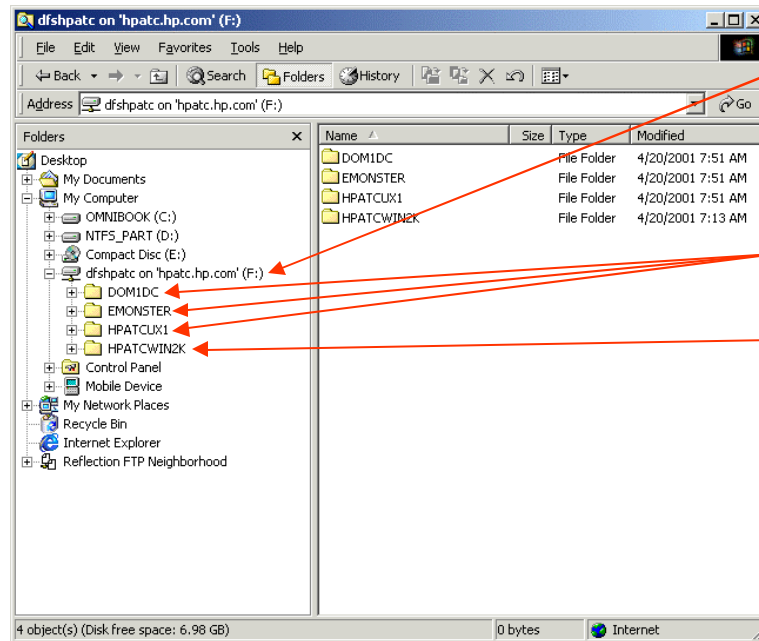 dfshpatc on 'hpatc.hp.com' (F:)
File Edit View Favorites Tools Help
Back Search Folders History
Address dfshpatc on 'hpatc.hp.com' (F:) Go
Folders
Name Size Type Modified
Desktop
My Documents
My Computer
OMNIBOOK (C:)
NTFS_PART (D:)
Compact Disc (E:)
dfshpatc on 'hpatc.hp.com' (F:)
DOM1DC
EMONSTER
HPATCUX1
HPATCWIN2K
Control Panel
Mobile Device
My Network Places
Recycle Bin
Internet Explorer
Reflection FTP Neighborhood
DOM1DC File Folder 4/20/2001 7:51 AM
EMONSTER File Folder 4/20/2001 7:51 AM
HPATCUX1 File Folder 4/20/2001 7:51 AM
HPATCWIN2K File Folder 4/20/2001 7:13 AM
4 object(s) (Disk free space: 6.98 GB) 0 bytes Internet